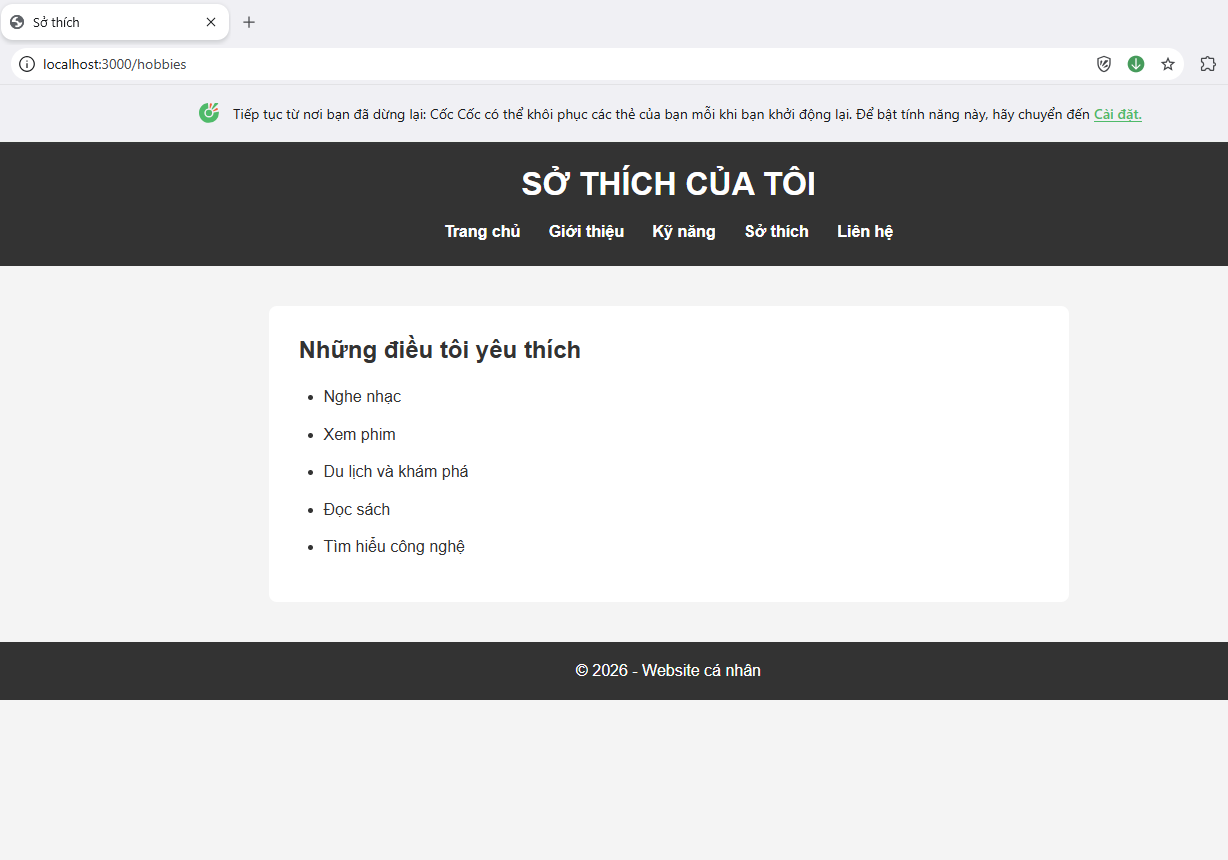 Sở thích
localhost:3000/hobbies
Tiếp tục từ nơi bạn đã dừng lại: Cốc Cốc có thể khôi phục các thẻ của bạn mỗi khi bạn khởi động lại. Để bật tính năng này, hãy chuyển đến Cài đặt.
SỞ THÍCH CỦA TÔI
Trang chủ Giới thiệu Kỹ năng Sở thích Liên hệ
Những điều tôi yêu thích
Nghe nhạc
Xem phim
Du lịch và khám phá
Đọc sách
Tìm hiểu công nghệ
© 2026 - Website cá nhân